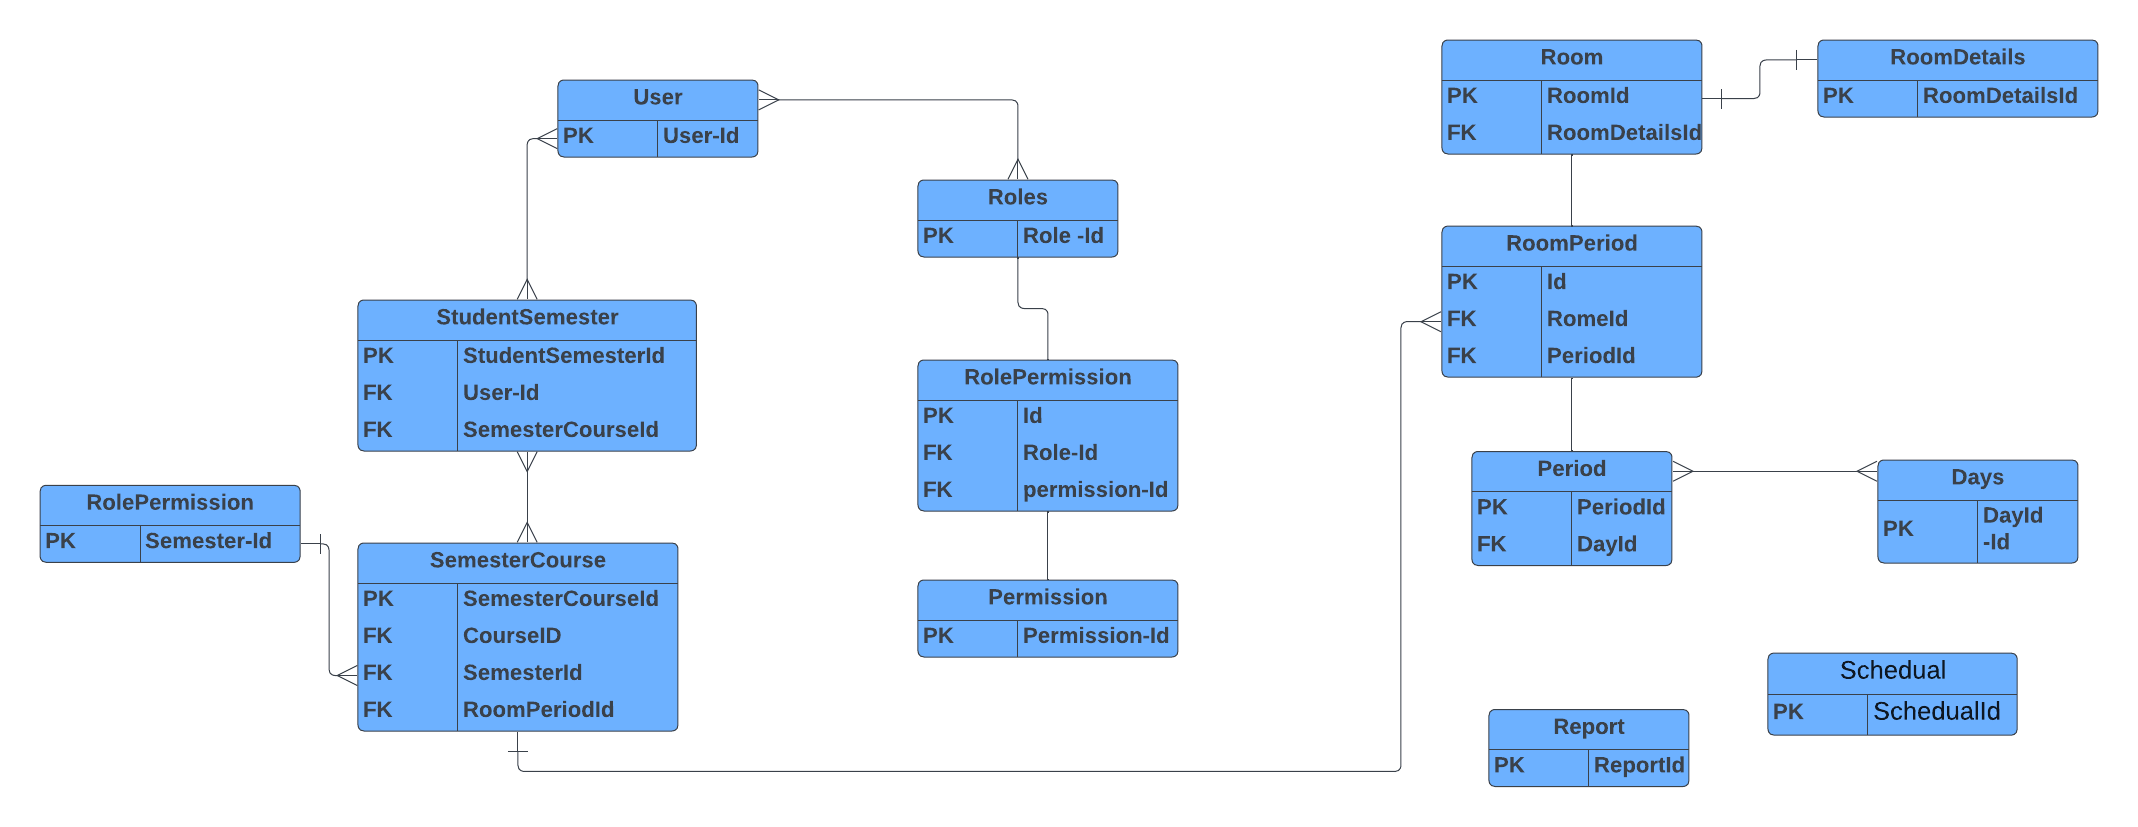 User
PK User-Id
Roles
PK Role -Id
StudentSemester
PK StudentSemesterId
FK User-Id
FK SemesterCourseId
RolePermission
PK Id
FK Role-Id
FK permission-Id
RolePermission
PK Semester-Id
SemesterCourse
PK SemesterCourseId
FK CourseID
FK SemesterId
FK RoomPeriodId
Permission
PK Permission-Id
Room
PK RoomId
FK RoomDetailsId
RoomDetails
PK RoomDetailsId
RoomPeriod
PK Id
FK RomeId
FK PeriodId
Period
PK PeriodId
FK DayId
Days
PK DayId
-Id
Schedual
PK SchedualId
Report
PK ReportId